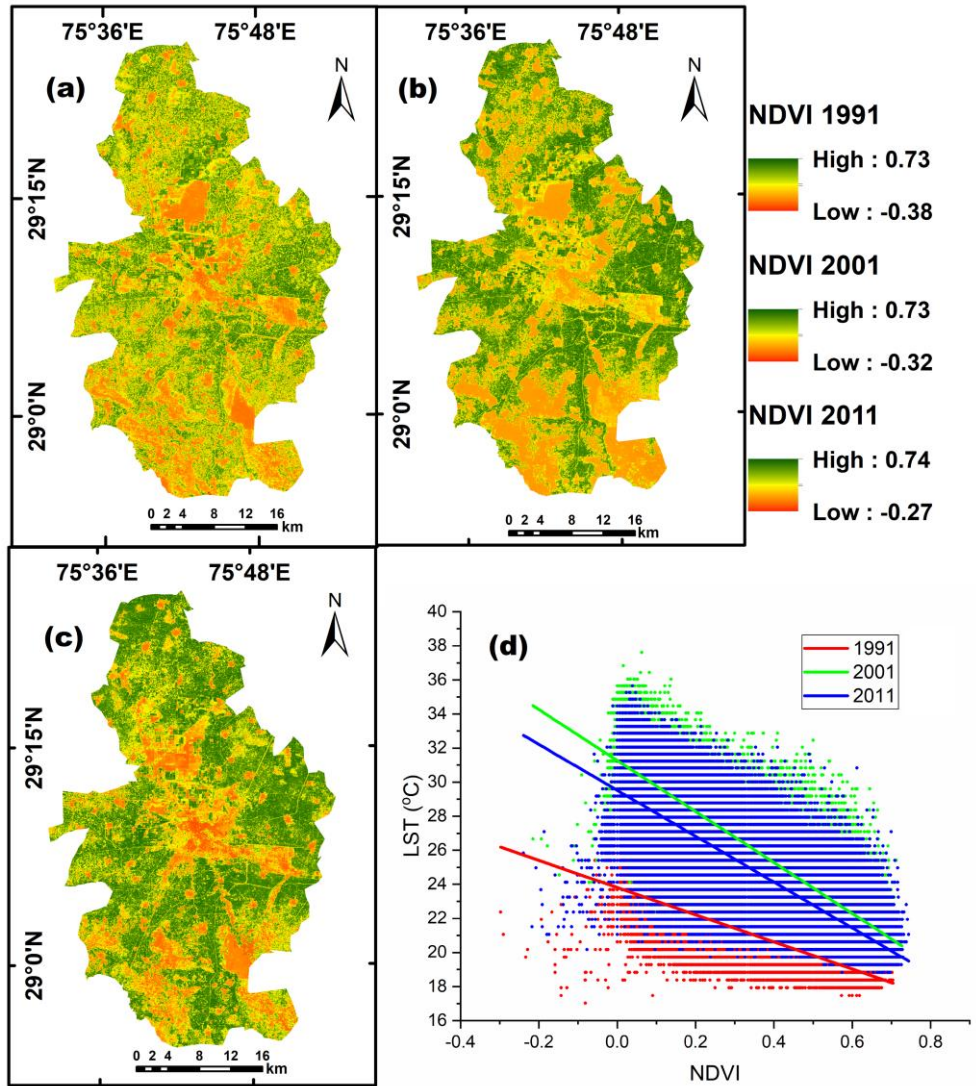 75°36'E 75°48'E
(a)
N
29°15'N
29°0'N
0 2 4 8 12 16
km
75°36'E 75°48'E
(b)
N
29°15'N
29°0'N
0 2 4 8 12 16
km
NDVI 1991
High : 0.73
Low : -0.38
NDVI 2001
High : 0.73
Low : -0.32
NDVI 2011
High : 0.74
Low : -0.27
75°36'E 75°48'E
(c)
N
29°15'N
29°0'N
0 2 4 8 12 16
km
(d)
1991
2001
2011
LST (°C)
40
38
36
34
32
30
28
26
24
22
20
18
16
-0.4 -0.2 0.0 0.2 0.4 0.6 0.8
NDVI